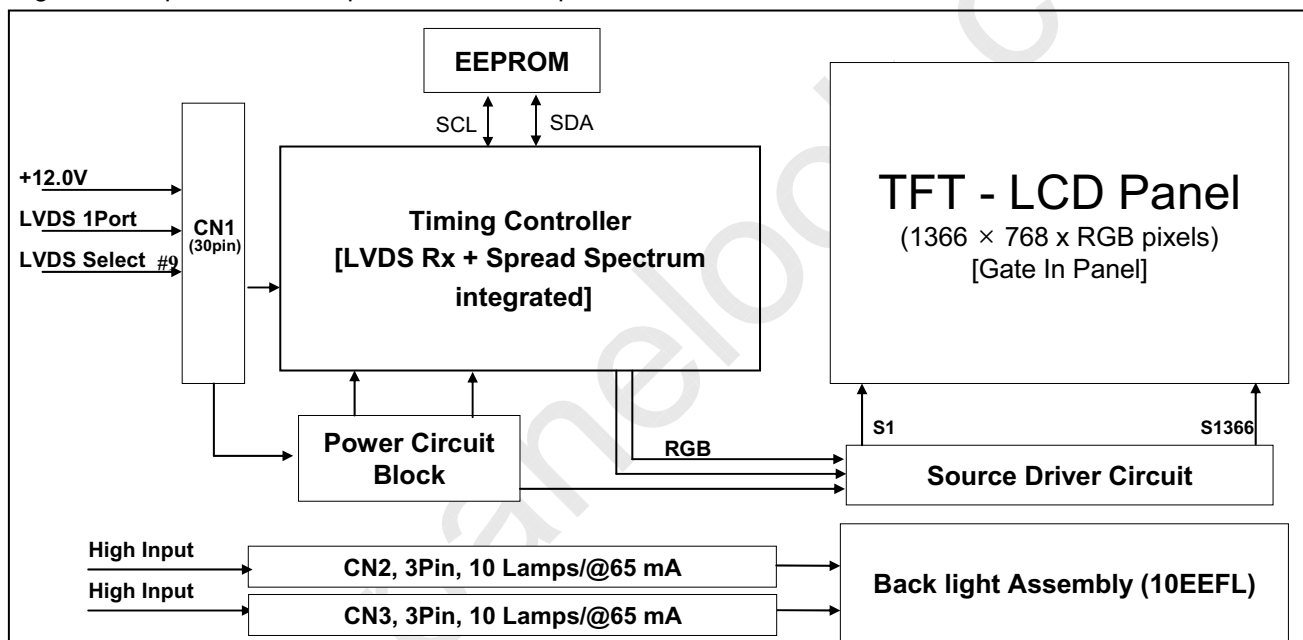 EEPROM
SCL
SDA
+12.0V
LVDS 1Port
LVDS Select #9
CN1
(30pin)
Timing Controller
[LVDS Rx + Spread Spectrum
integrated]
TFT - LCD Panel
(1366 × 768 x RGB pixels)
[Gate In Panel]
S1
S1366
Power Circuit
Block
RGB
Source Driver Circuit
High Input
CN2, 3Pin, 10 Lamps/@65 mA
High Input
CN3, 3Pin, 10 Lamps/@65 mA
Back light Assembly (10EEFL)